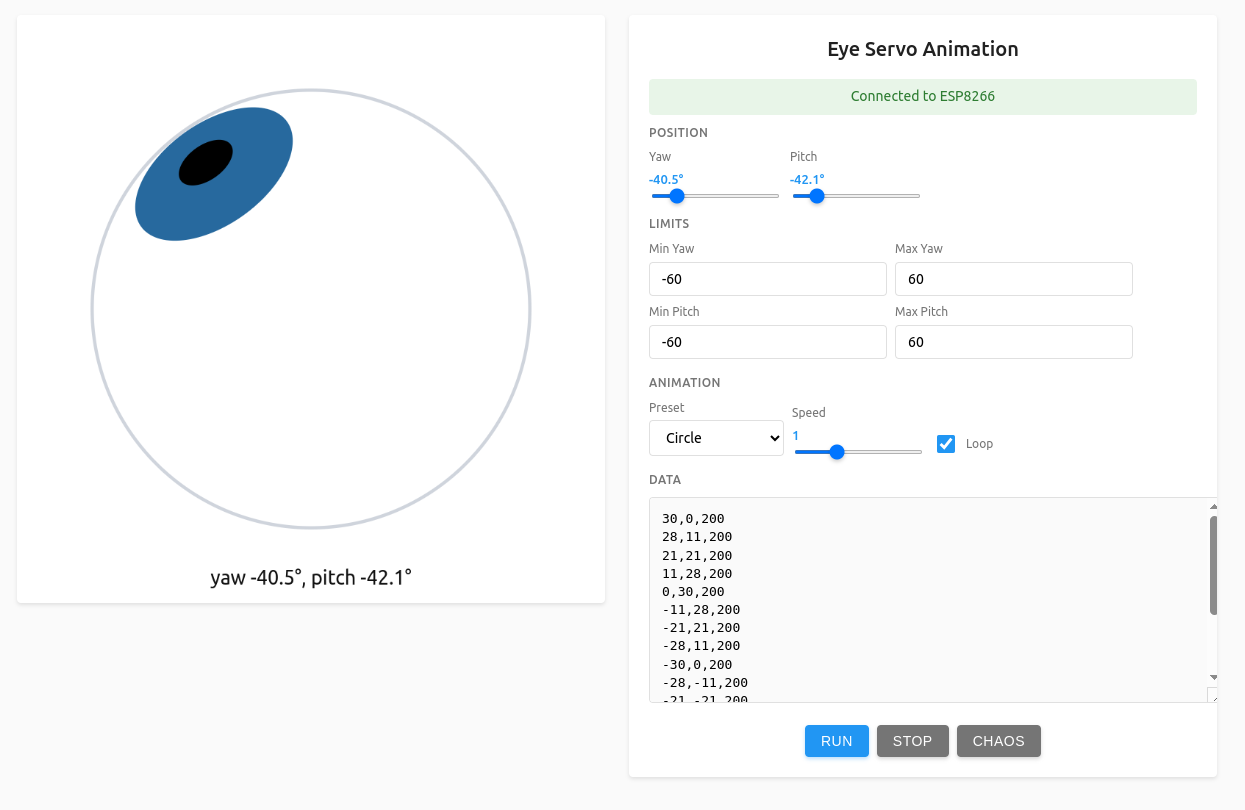 yaw -40.5°, pitch -42.1°
Eye Servo Animation
Connected to ESP8266
POSITION
Yaw Pitch
-40.5° -42.1°
LIMITS
Min Yaw Max Yaw
-60 60
Min Pitch Max Pitch
-60 60
ANIMATION
Preset Speed
Circle 1 Loop
DATA
30,0,200
28,11,200
21,21,200
11,28,200
0,30,200
-11,28,200
-21,21,200
-28,11,200
-30,0,200
-28,-11,200
-21,-21,200
RUN STOP CHAOS